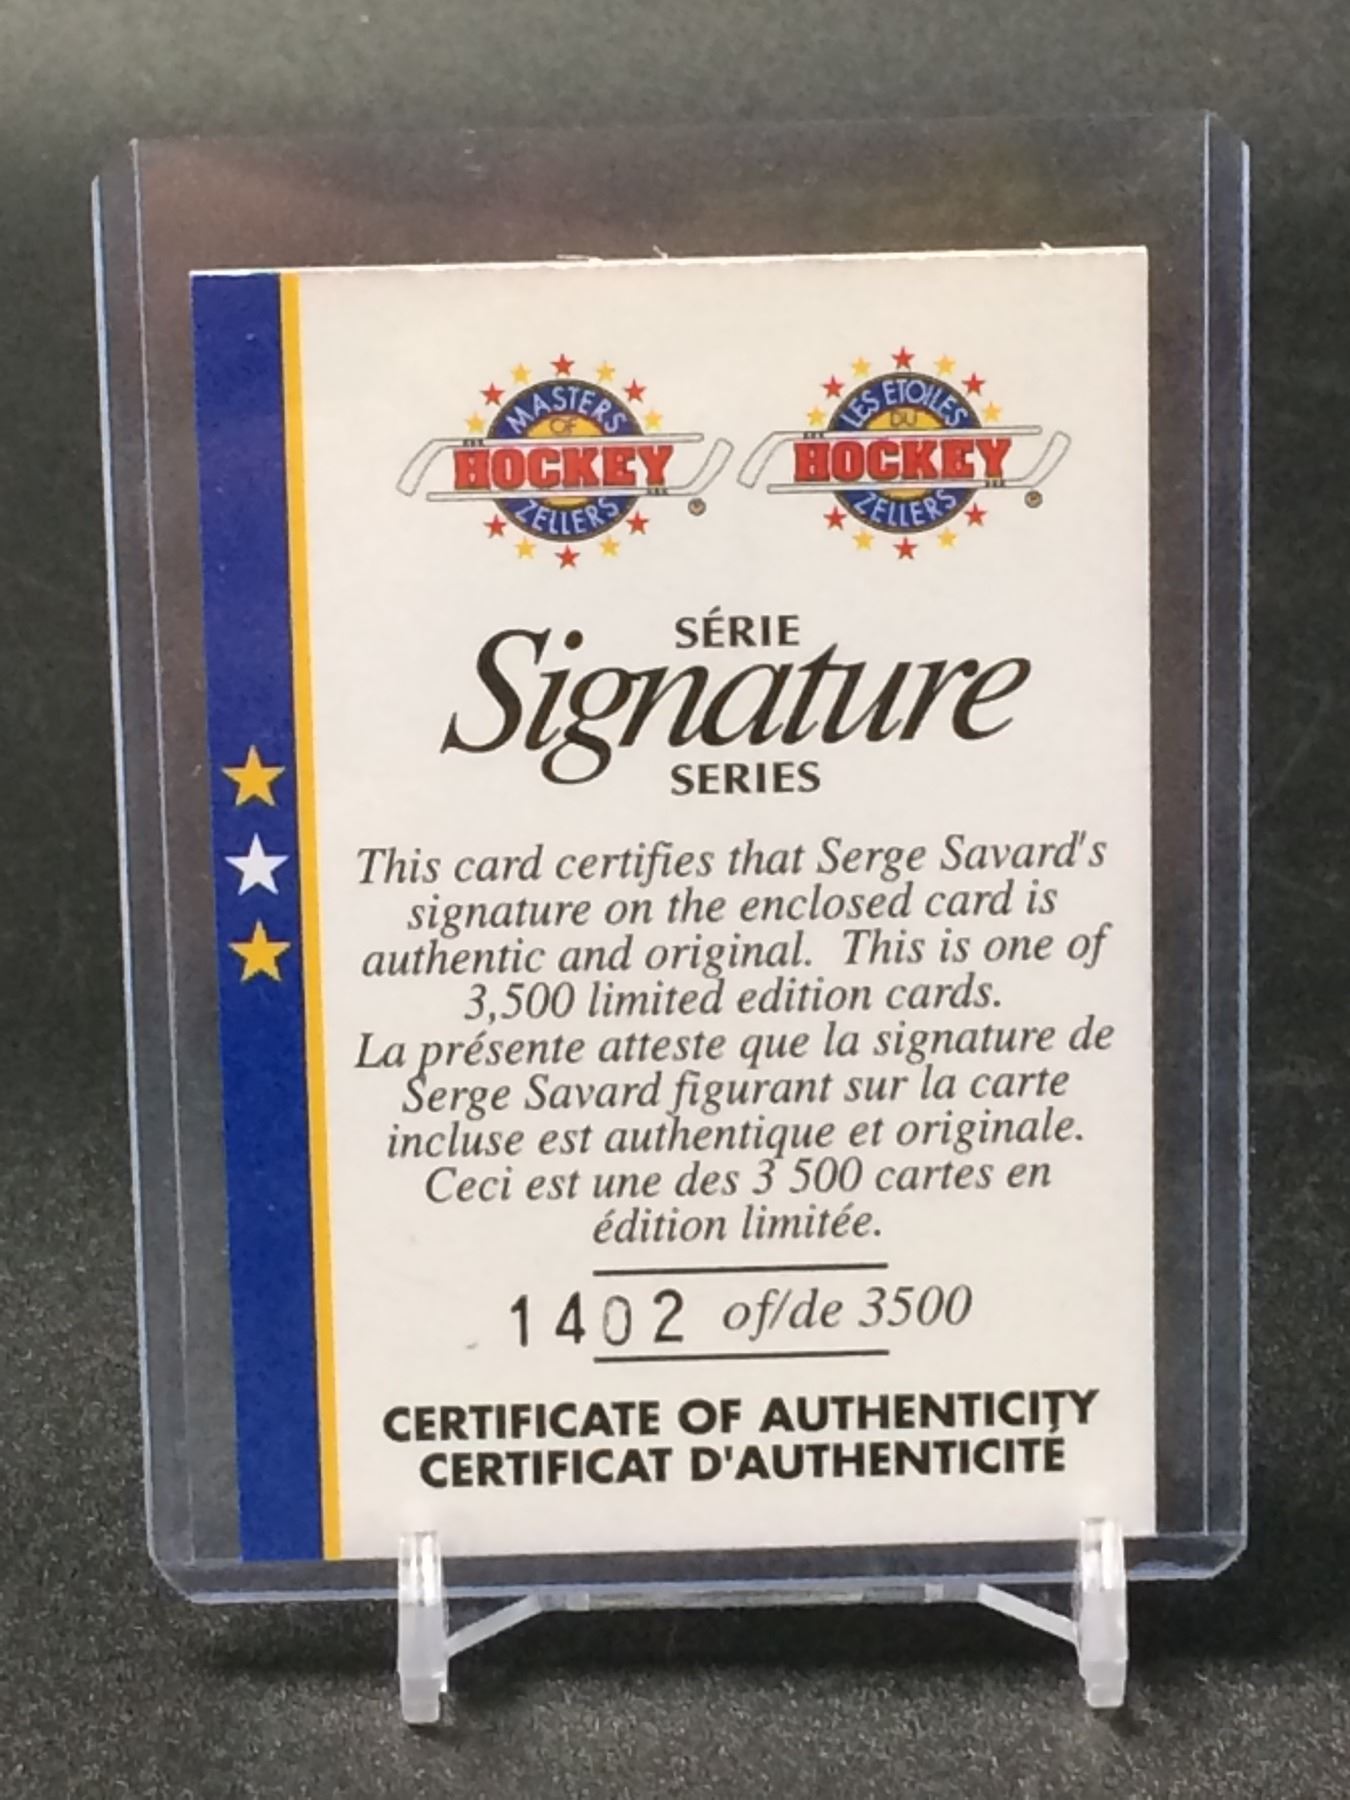 MASTERS
OF
HOCKEY
ZELLERS
LES ETOILES
DU
HOCKEY
ZELLERS
SÉRIE
Signature
SERIES
This card certifies that Serge Savard's
signature on the enclosed card is
authentic and original. This is one of
3,500 limited edition cards.
La présente atteste que la signature de
Serge Savard figurant sur la carte
incluse est authentique et originale.
Ceci est une des 3 500 cartes en
édition limitée.
1402 of/de 3500
CERTIFICATE OF AUTHENTICITY
CERTIFICAT D'AUTHENTICITÉ